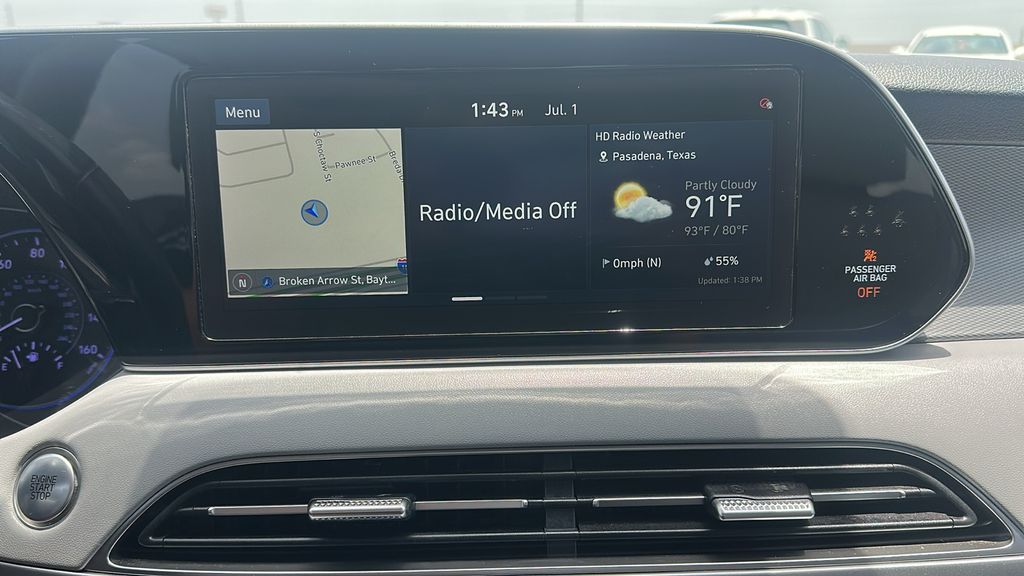 Menu
1:43 PM Jul. 1
S Choctaw St
Pawnee St
N
Broken Arrow St, Bayt...
Radio/Media Off
HD Radio Weather
Pasadena, Texas
Partly Cloudy
91°F
93°F / 80°F
0mph (N)
55%
Updated: 1:38 PM
PASSENGER
AIR BAG
OFF
80
160
E F
ENGINE
START
STOP